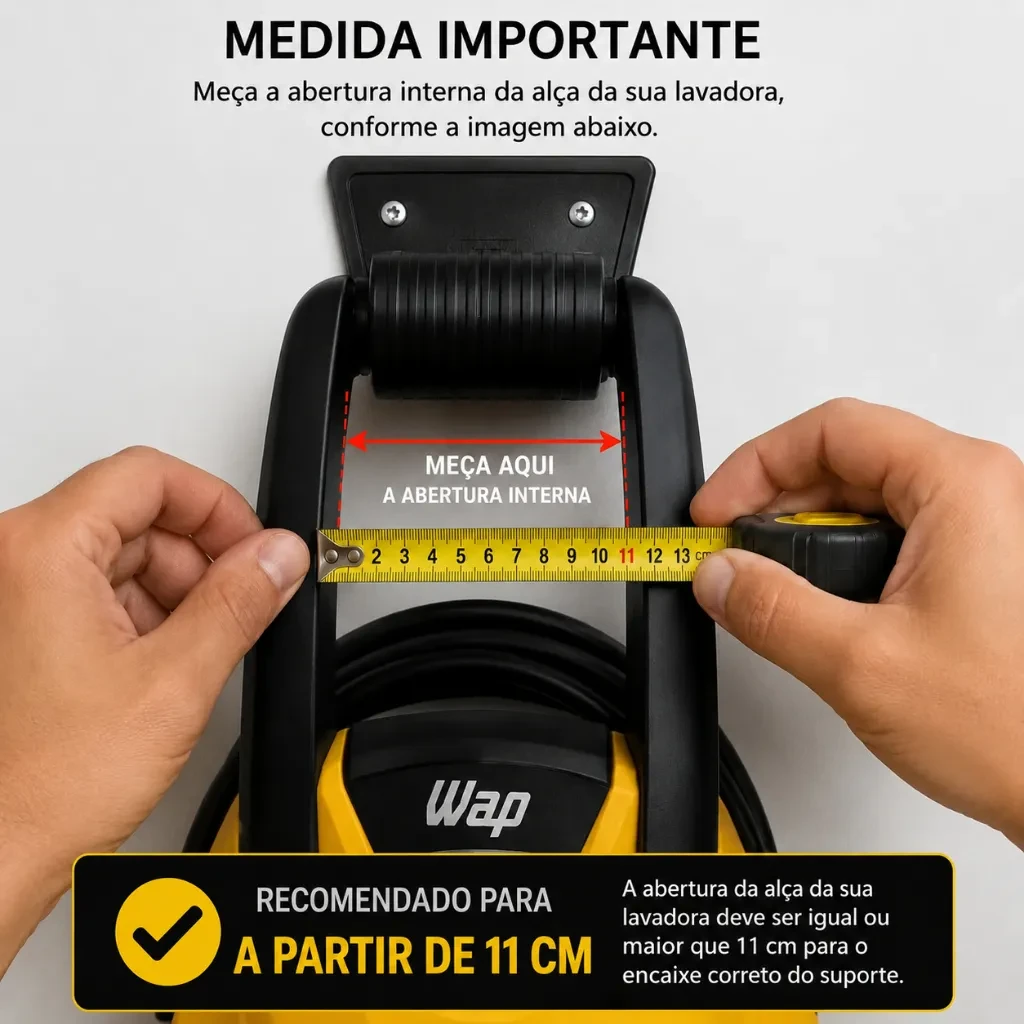 MEDIDA IMPORTANTE
Meça a abertura interna da alça da sua lavadora,
conforme a imagem abaixo.
MEÇA AQUI
A ABERTURA INTERNA
2 3 4 5 6 7 8 9 10 11 12 13 cm
Wap
RECOMENDADO PARA
A PARTIR DE 11 CM
A abertura da alça da sua
lavadora deve ser igual ou
maior que 11 cm para o
encaixe correto do suporte.